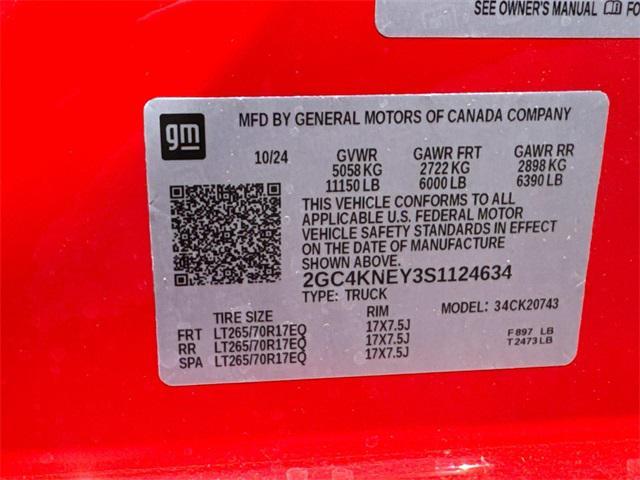 SEE OWNER'S MANUAL FO
gm
MFD BY GENERAL MOTORS OF CANADA COMPANY
10/24 GVWR GAWR FRT GAWR RR
5058 KG 2722 KG 2898 KG
11150 LB 6000 LB 6390 LB
THIS VEHICLE CONFORMS TO ALL
APPLICABLE U.S. FEDERAL MOTOR
VEHICLE SAFETY STANDARDS IN EFFECT
ON THE DATE OF MANUFACTURE
SHOWN ABOVE.
2GC4KNEY3S1124634
TYPE: TRUCK MODEL: 34CK20743
TIRE SIZE RIM
FRT LT265/70R17EQ 17X7.5J F 897 LB
RR LT265/70R17EQ 17X7.5J T 2473 LB
SPA LT265/70R17EQ 17X7.5J